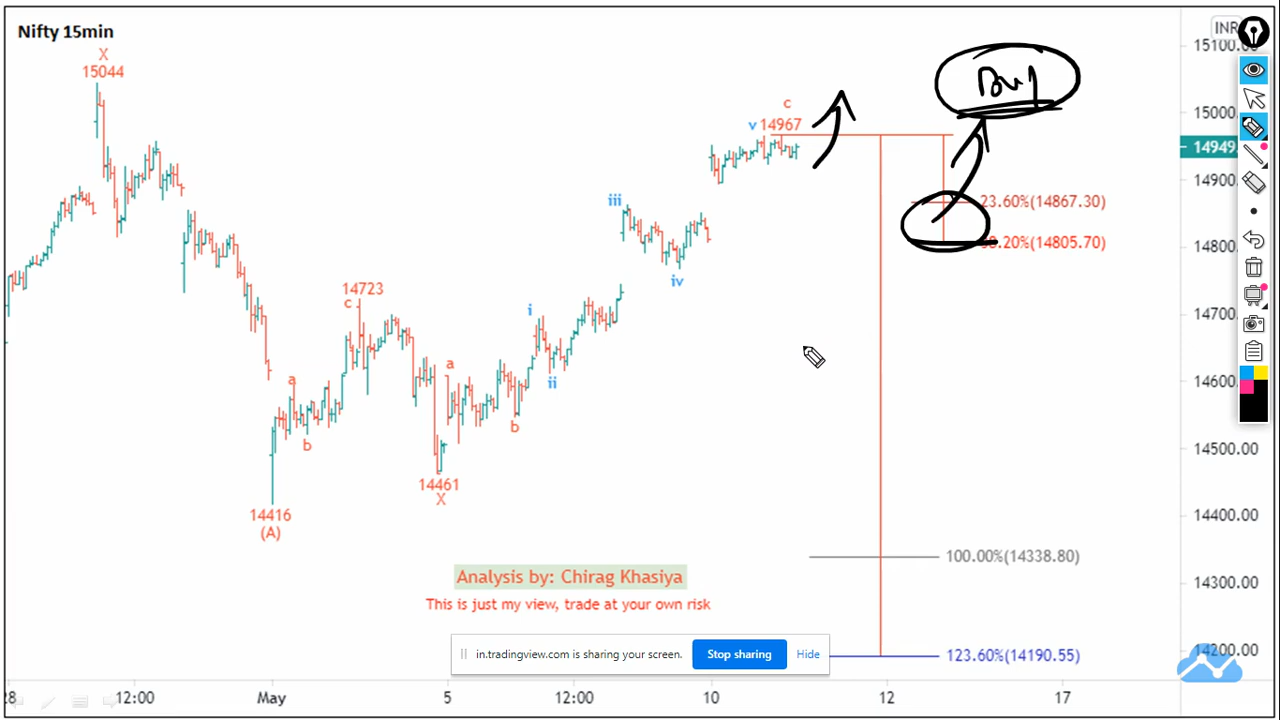 Nifty 15min
INR
15100.00
X
15044
Buy
c
v 14967
15000.00
14949.
14900.00
iii
23.60%(14867.30)
14800.00
38.20%(14805.70)
iv
14723
c
i
14700.00
a
a
ii
14600.00
b
b
14500.00
14461
X
14416
(A)
14400.00
100.00%(14338.80)
Analysis by: Chirag Khasiya
14300.00
This is just my view, trade at your own risk
in.tradingview.com is sharing your screen.
Stop sharing
Hide
123.60%(14190.55)
14200.00
12:00
May
5
12:00
10
12
17